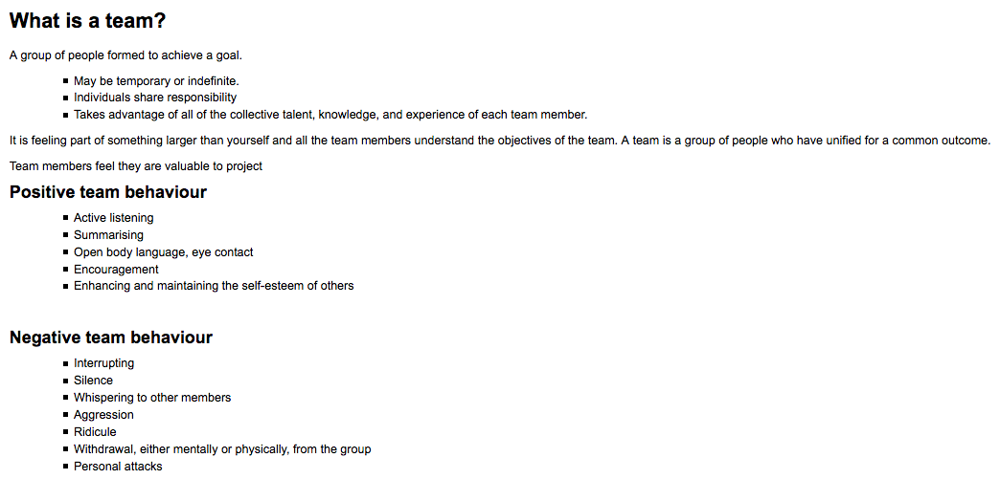 What is a team?
A group of people formed to achieve a goal.
May be temporary or indefinite.
Individuals share responsibility
Takes advantage of all of the collective talent, knowledge, and experience of each team member.
It is feeling part of something larger than yourself and all the team members understand the objectives of the team. A team is a group of people who have unified for a common outcome.
Team members feel they are valuable to project
Positive team behaviour
Active listening
Summarising
Open body language, eye contact
Encouragement
Enhancing and maintaining the self-esteem of others
Negative team behaviour
Interrupting
Silence
Whispering to other members
Aggression
Ridicule
Withdrawal, either mentally or physically, from the group
Personal attacks